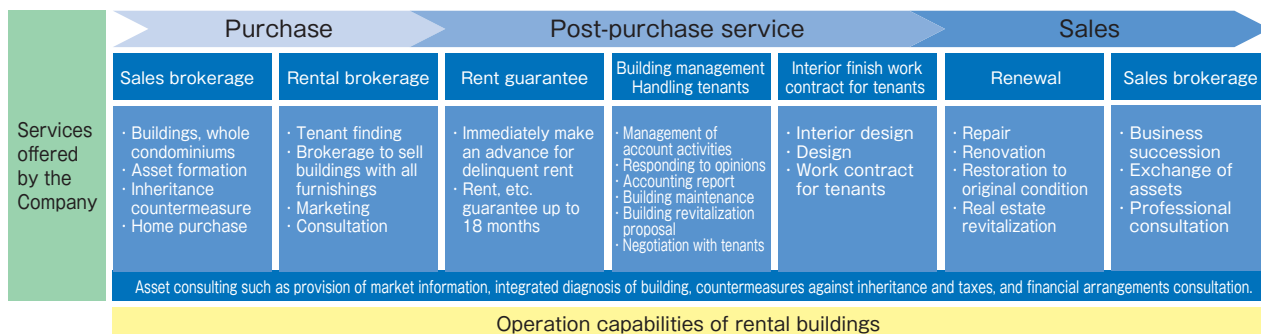 Purchase
Post-purchase service
Sales
Services
offered
by the
Company
Sales brokerage
· Buildings, whole
condominiums
· Asset formation
· Inheritance
countermeasure
· Home purchase
Rental brokerage
· Tenant finding
· Brokerage to sell
buildings with all
furnishings
· Marketing
· Consultation
Rent guarantee
· Immediately make
an advance for
delinquent rent
· Rent, etc.
guarantee up to
18 months
Building management
Handling tenants
· Management of
account activities
· Responding to opinions
· Accounting report
· Building maintenance
· Building revitalization
proposal
· Negotiation with tenants
Interior finish work
contract for tenants
· Interior design
· Design
· Work contract
for tenants
Renewal
· Repair
· Renovation
· Restoration to
original condition
· Real estate
revitalization
Sales brokerage
· Business
succession
· Exchange of
assets
· Professional
consultation
Asset consulting such as provision of market information, integrated diagnosis of building, countermeasures against inheritance and taxes, and financial arrangements consultation.
Operation capabilities of rental buildings